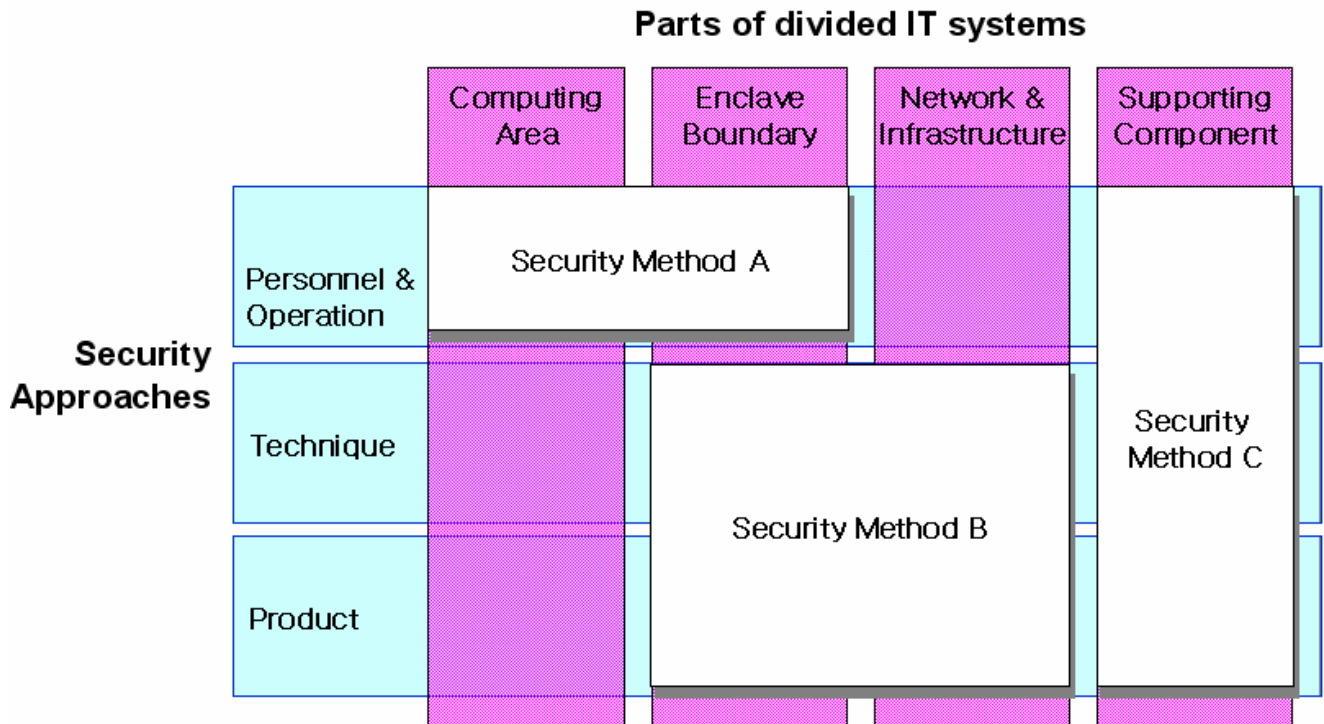 Parts of divided IT systems
Computing
Area
Enclave
Boundary
Network &
Infrastructure
Supporting
Component
Security
Approaches
Personnel &
Operation
Technique
Product
Security Method A
Security Method B
Security
Method C